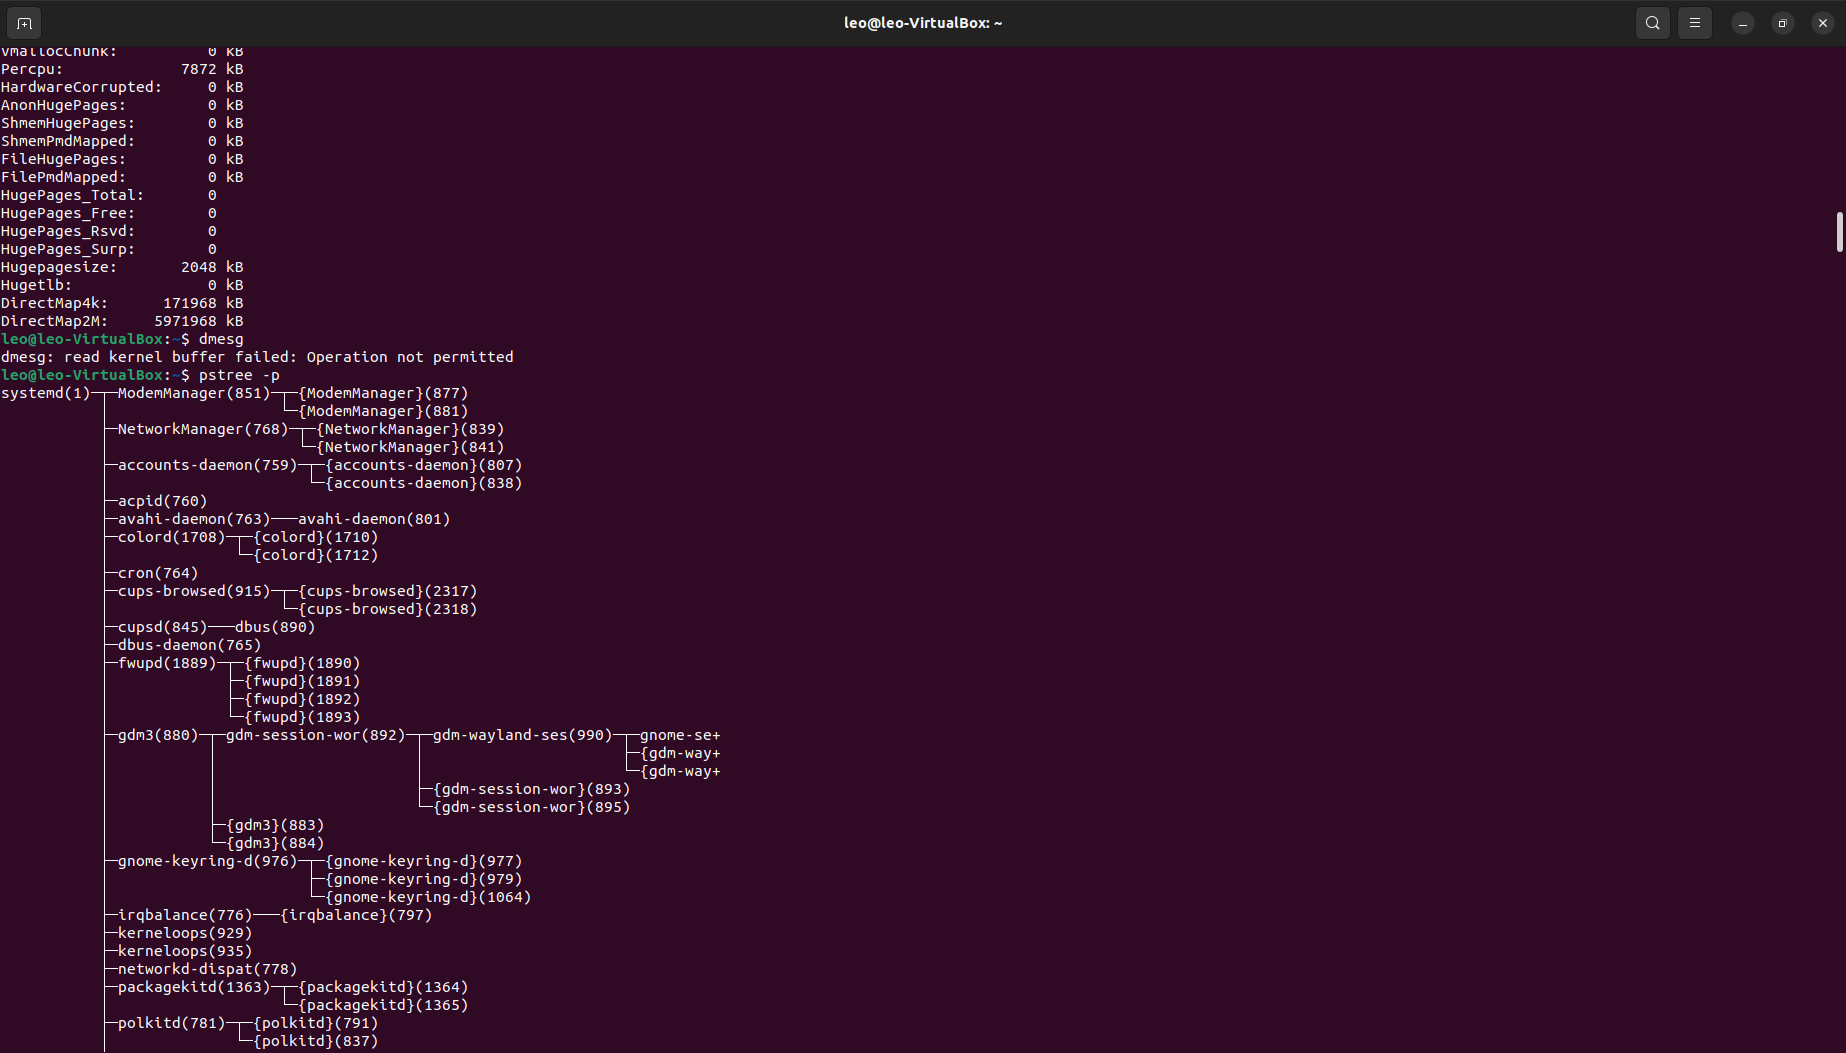 leo@leo-VirtualBox: ~
VmallocChunk:          0 kB
Percpu:             7872 kB
HardwareCorrupted:     0 kB
AnonHugePages:         0 kB
ShmemHugePages:        0 kB
ShmemPmdMapped:        0 kB
FileHugePages:         0 kB
FilePmdMapped:         0 kB
HugePages_Total:       0
HugePages_Free:        0
HugePages_Rsvd:        0
HugePages_Surp:        0
Hugepagesize:       2048 kB
Hugetlb:               0 kB
DirectMap4k:      171968 kB
DirectMap2M:     5971968 kB
leo@leo-VirtualBox:~$ dmesg
dmesg: read kernel buffer failed: Operation not permitted
leo@leo-VirtualBox:~$ pstree -p
systemd(1)─┬─ModemManager(851)─┬─{ModemManager}(877)
           │                   └─{ModemManager}(881)
           ├─NetworkManager(768)─┬─{NetworkManager}(839)
           │                     └─{NetworkManager}(841)
           ├─accounts-daemon(759)─┬─{accounts-daemon}(807)
           │                      └─{accounts-daemon}(838)
           ├─acpid(760)
           ├─avahi-daemon(763)───avahi-daemon(801)
           ├─colord(1708)─┬─{colord}(1710)
           │              └─{colord}(1712)
           ├─cron(764)
           ├─cups-browsed(915)─┬─{cups-browsed}(2317)
           │                   └─{cups-browsed}(2318)
           ├─cupsd(845)───dbus(890)
           ├─dbus-daemon(765)
           ├─fwupd(1889)─┬─{fwupd}(1890)
           │             ├─{fwupd}(1891)
           │             ├─{fwupd}(1892)
           │             └─{fwupd}(1893)
           ├─gdm3(880)─┬─gdm-session-wor(892)─┬─gdm-wayland-ses(990)─┬─gnome-se+
           │           │                      │                      ├─{gdm-way+
           │           │                      │                      └─{gdm-way+
           │           │                      ├─{gdm-session-wor}(893)
           │           │                      └─{gdm-session-wor}(895)
           │           ├─{gdm3}(883)
           │           └─{gdm3}(884)
           ├─gnome-keyring-d(976)─┬─{gnome-keyring-d}(977)
           │                      ├─{gnome-keyring-d}(979)
           │                      └─{gnome-keyring-d}(1064)
           ├─irqbalance(776)───{irqbalance}(797)
           ├─kerneloops(929)
           ├─kerneloops(935)
           ├─networkd-dispat(778)
           ├─packagekitd(1363)─┬─{packagekitd}(1364)
           │                   └─{packagekitd}(1365)
           ├─polkitd(781)─┬─{polkitd}(791)
           │              └─{polkitd}(837)